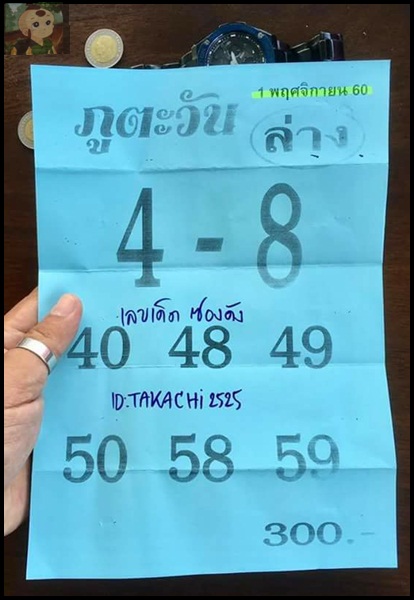 1 พฤศจิกายน 60
ภูตะวัน
ล่าง
4 - 8
เลขเด็ด ซองดัง
40 48 49
ID:TAKACHi 2525
50 58 59
300.-